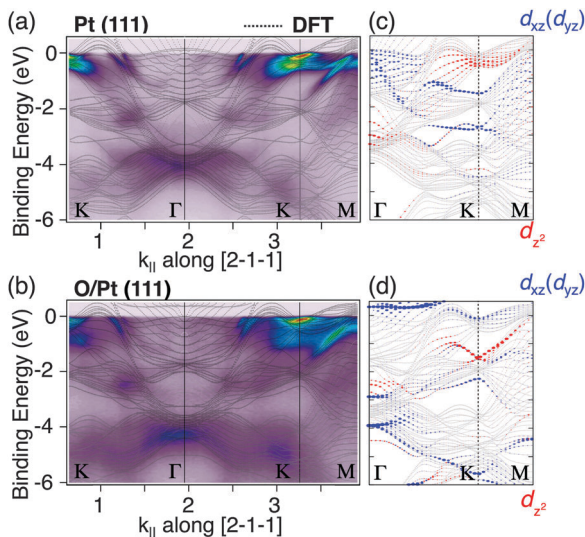 (a) Pt (111) DFT
Binding Energy (eV)
0
-2
-4
-6
K Γ K M
1 2 3
k|| along [2-1-1]
(c) dxz(dyz)
Γ K M
dz²
(b) O/Pt (111)
Binding Energy (eV)
0
-2
-4
-6
K Γ K M
1 2 3
k|| along [2-1-1]
(d) dxz(dyz)
Γ K M
dz²